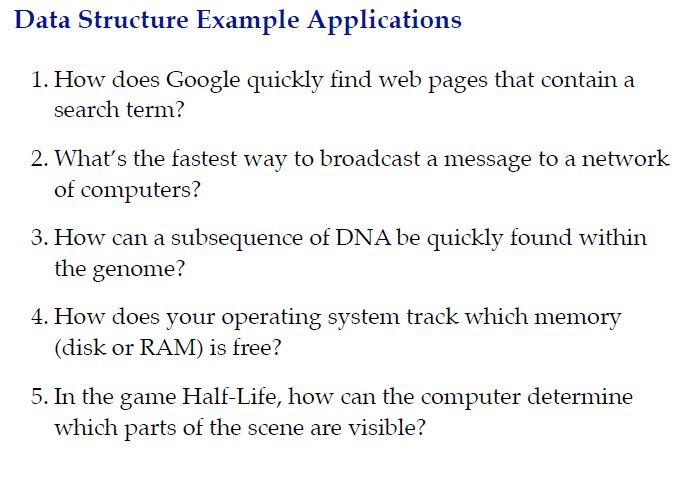 Data Structure Example Applications
1. How does Google quickly find web pages that contain a
search term?
2. What’s the fastest way to broadcast a message to a network
of computers?
3. How can a subsequence of DNA be quickly found within
the genome?
4. How does your operating system track which memory
(disk or RAM) is free?
5. In the game Half-Life, how can the computer determine
which parts of the scene are visible?